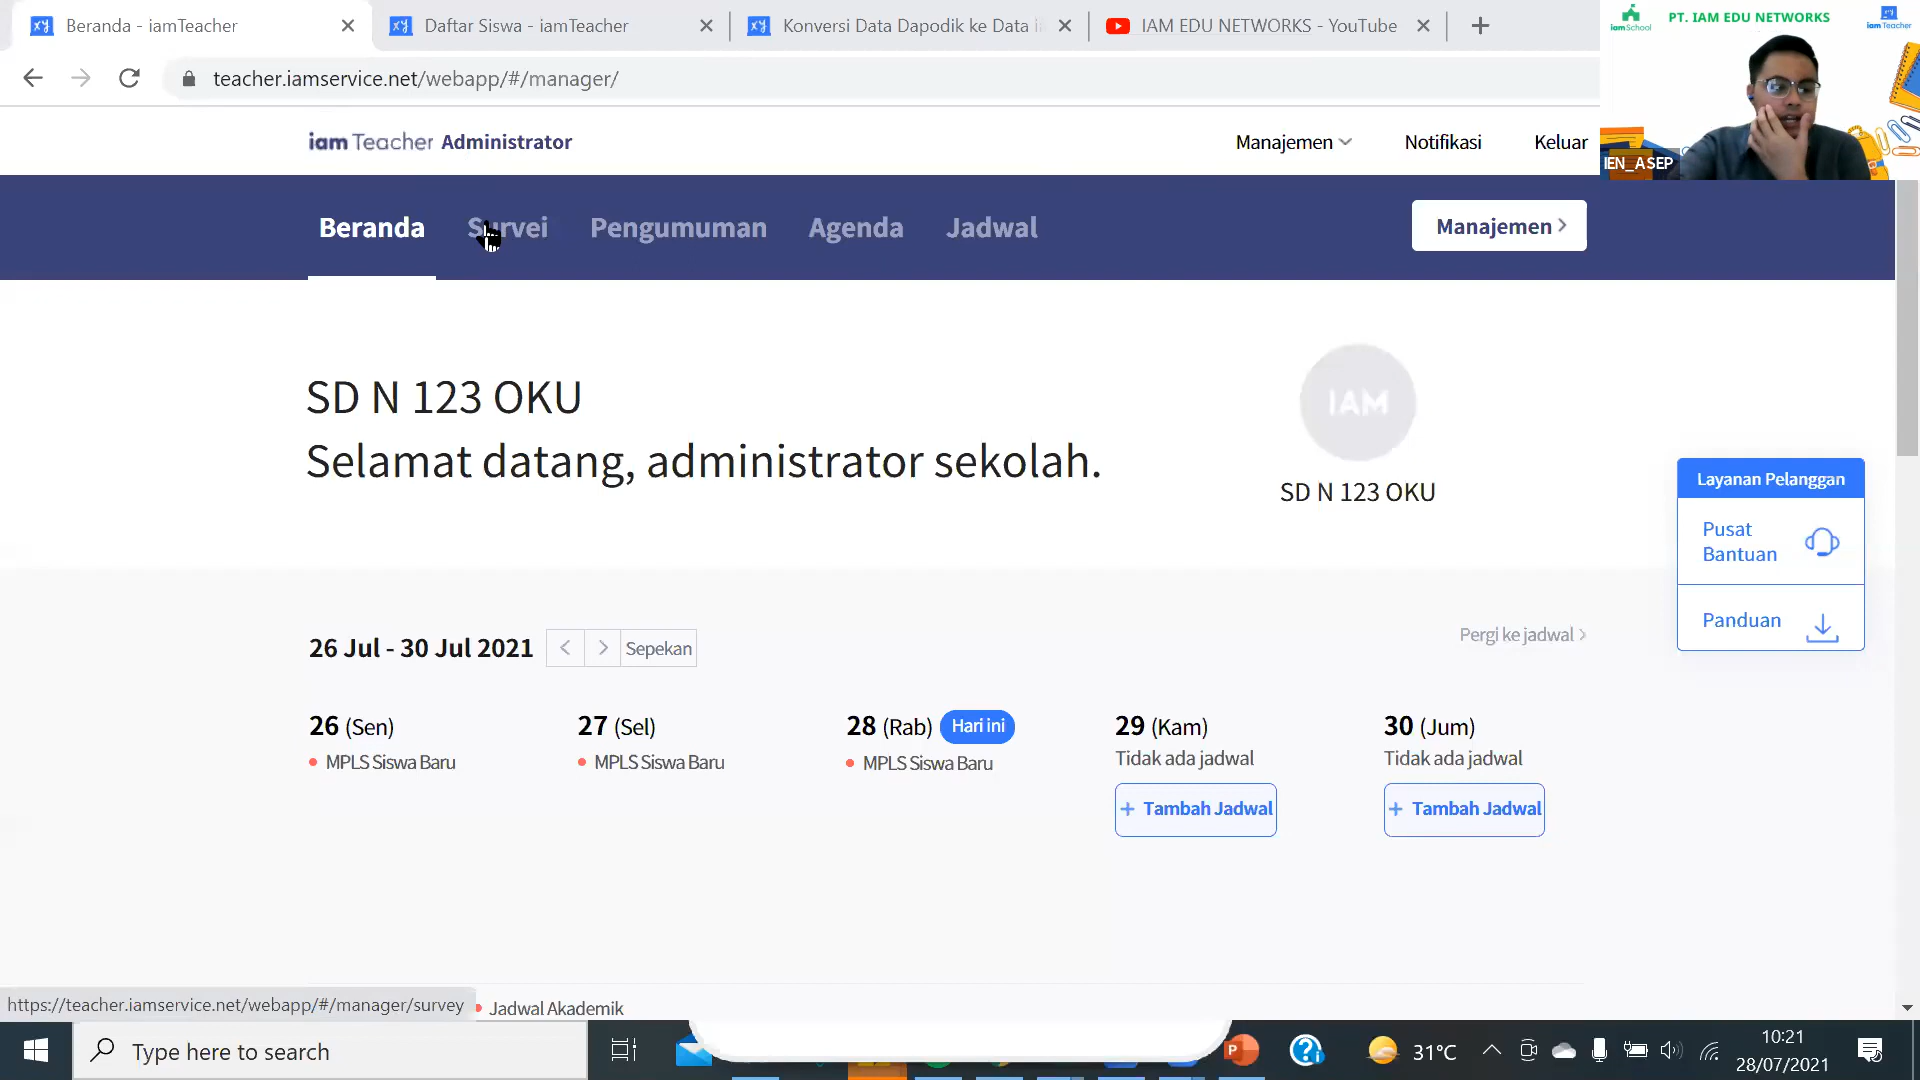 Beranda - iamTeacher
Daftar Siswa - iamTeacher
Konversi Data Dapodik ke Data
IAM EDU NETWORKS - YouTube
iamSchool
PT. IAM EDU NETWORKS
iam Teacher
teacher.iamservice.net/webapp/#/manager/
IEN_ASEP
iam Teacher Administrator
Manajemen
Notifikasi
Keluar
Beranda
Survei
Pengumuman
Agenda
Jadwal
Manajemen
SD N 123 OKU
Selamat datang, administrator sekolah.
IAM
SD N 123 OKU
Layanan Pelanggan
Pusat
Bantuan
Panduan
26 Jul - 30 Jul 2021
Sepekan
Pergi ke jadwal
26 (Sen)
MPLS Siswa Baru
27 (Sel)
MPLS Siswa Baru
28 (Rab) Hari ini
MPLS Siswa Baru
29 (Kam)
Tidak ada jadwal
+ Tambah Jadwal
30 (Jum)
Tidak ada jadwal
+ Tambah Jadwal
https://teacher.iamservice.net/webapp/#/manager/survey
Jadwal Akademik
Type here to search
31°C
10:21
28/07/2021